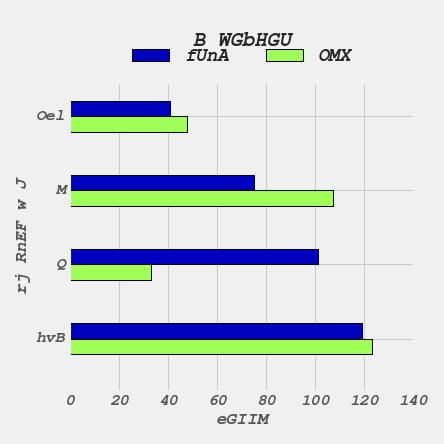 B WGbHGU
fUnA OMX
Oel
M
Q
hvB
rj RnEF w J
0 20 40 60 80 100 120 140
eGIIM